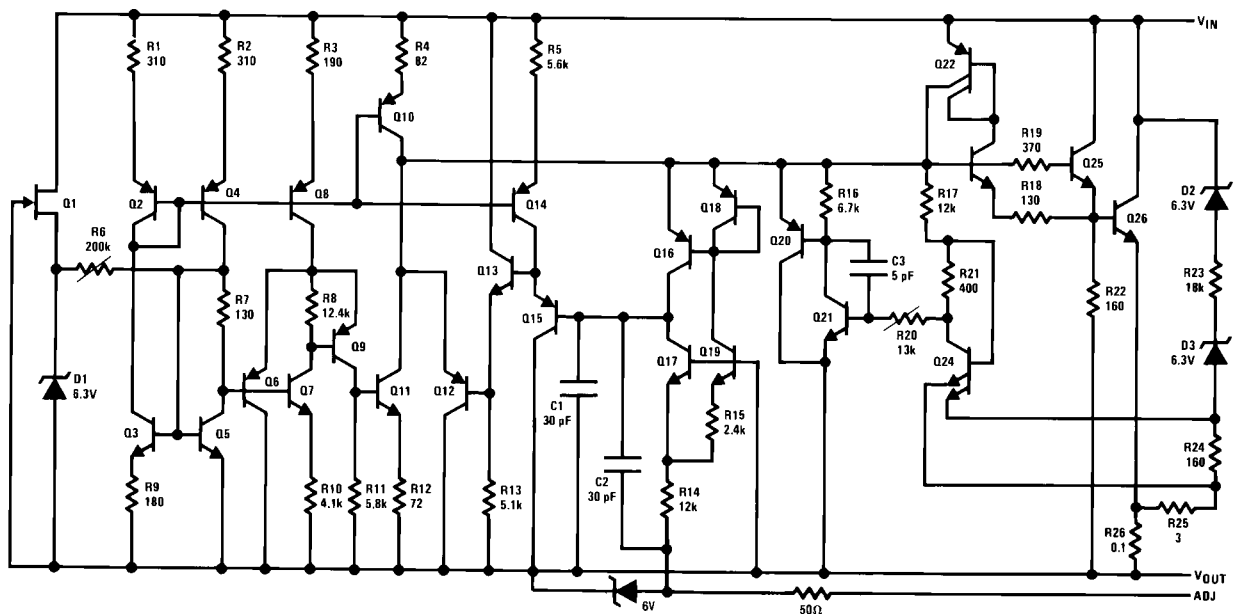 R1
310
R2
310
R3
190
R4
82
R5
5.6k
VIN
Q22
Q10
R19
370
Q25
Q1
Q2
Q4
Q8
Q14
R16
6.7k
R17
12k
R18
130
Q26
D2
6.3V
R6
200k
Q18
Q20
Q16
Q13
C3
5 pF
R21
400
R7
130
R8
12.4k
Q15
R22
160
R23
18k
Q9
Q21
R20
13k
D1
6.3V
Q6
Q7
Q11
Q12
Q17
Q19
Q24
D3
6.3V
C1
30 pF
Q3
Q5
R15
2.4k
R24
160
C2
30 pF
R9
180
R10
4.1k
R11
5.8k
R12
72
R13
5.1k
R14
12k
R25
3
R26
0.1
VOUT
ADJ
6V
50Ω